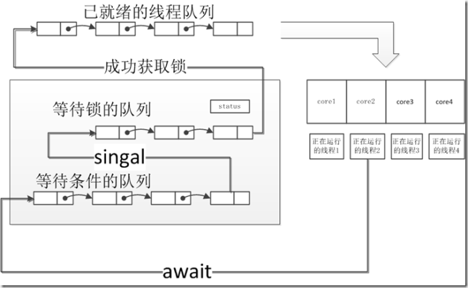 已就绪的线程队列
成功获取锁
等待锁的队列
status
singal
等待条件的队列
await
core1 core2 core3 core4
正在运行的线程1
正在运行的线程2
正在运行的线程3
正在运行的线程4